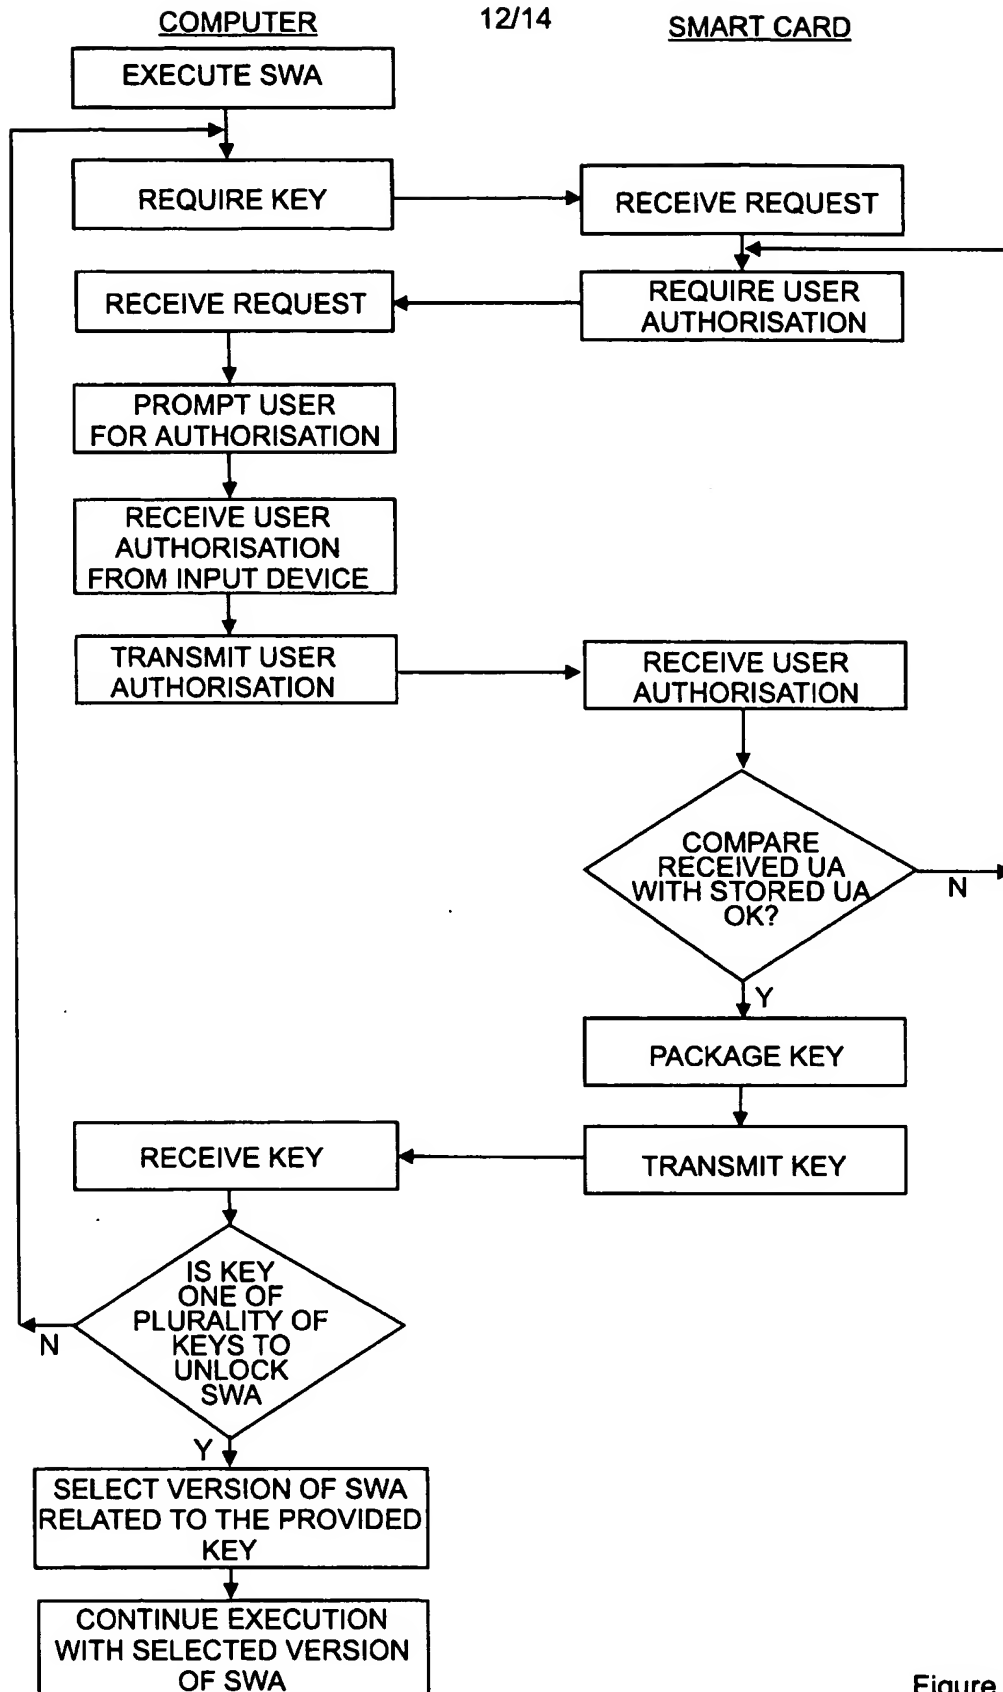 COMPUTER
12/14
SMART CARD
EXECUTE SWA
REQUIRE KEY
RECEIVE REQUEST
RECEIVE REQUEST
REQUIRE USER
AUTHORISATION
PROMPT USER
FOR AUTHORISATION
RECEIVE USER
AUTHORISATION
FROM INPUT DEVICE
TRANSMIT USER
AUTHORISATION
RECEIVE USER
AUTHORISATION
COMPARE
RECEIVED UA
WITH STORED UA
OK?
N
Y
PACKAGE KEY
RECEIVE KEY
TRANSMIT KEY
IS KEY
ONE OF
PLURALITY OF
KEYS TO
UNLOCK
SWA
N
Y
SELECT VERSION OF SWA
RELATED TO THE PROVIDED
KEY
CONTINUE EXECUTION
WITH SELECTED VERSION
OF SWA
Figure